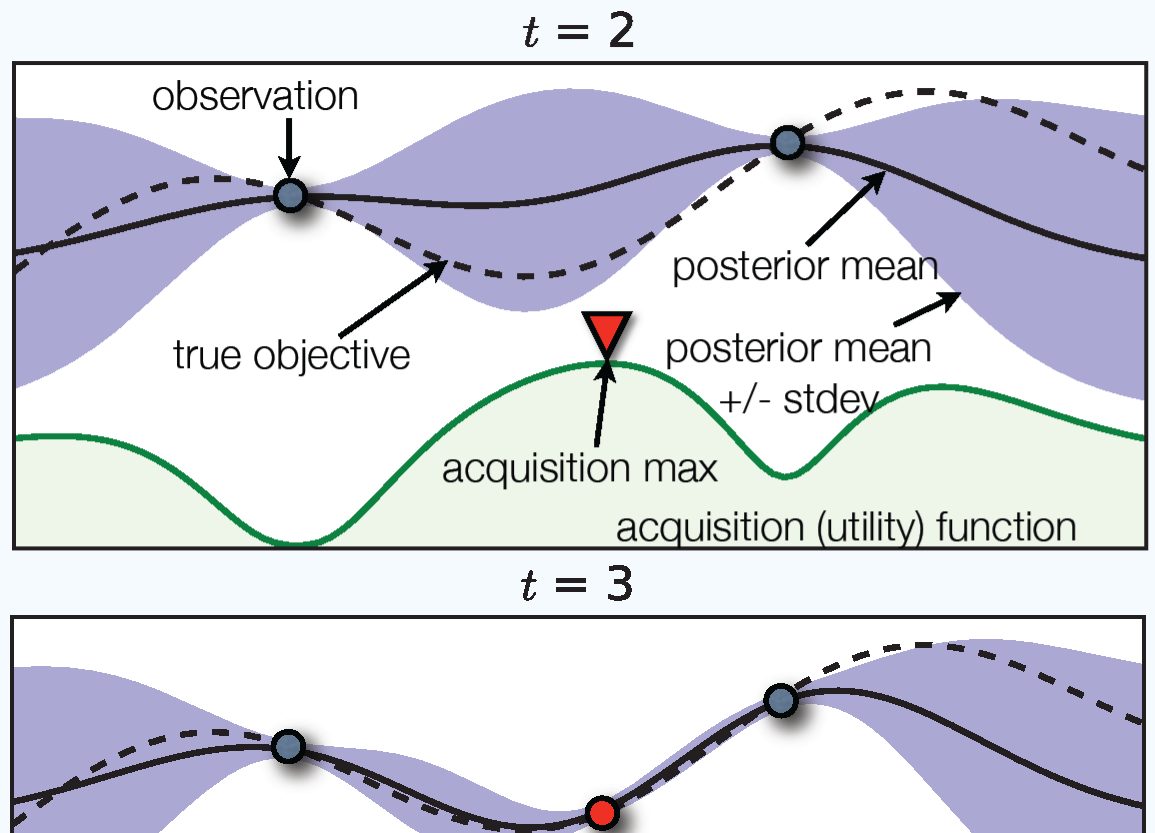 t = 2
observation
posterior mean
true objective
posterior mean
+/- stdev
acquisition max
acquisition (utility) function
t = 3